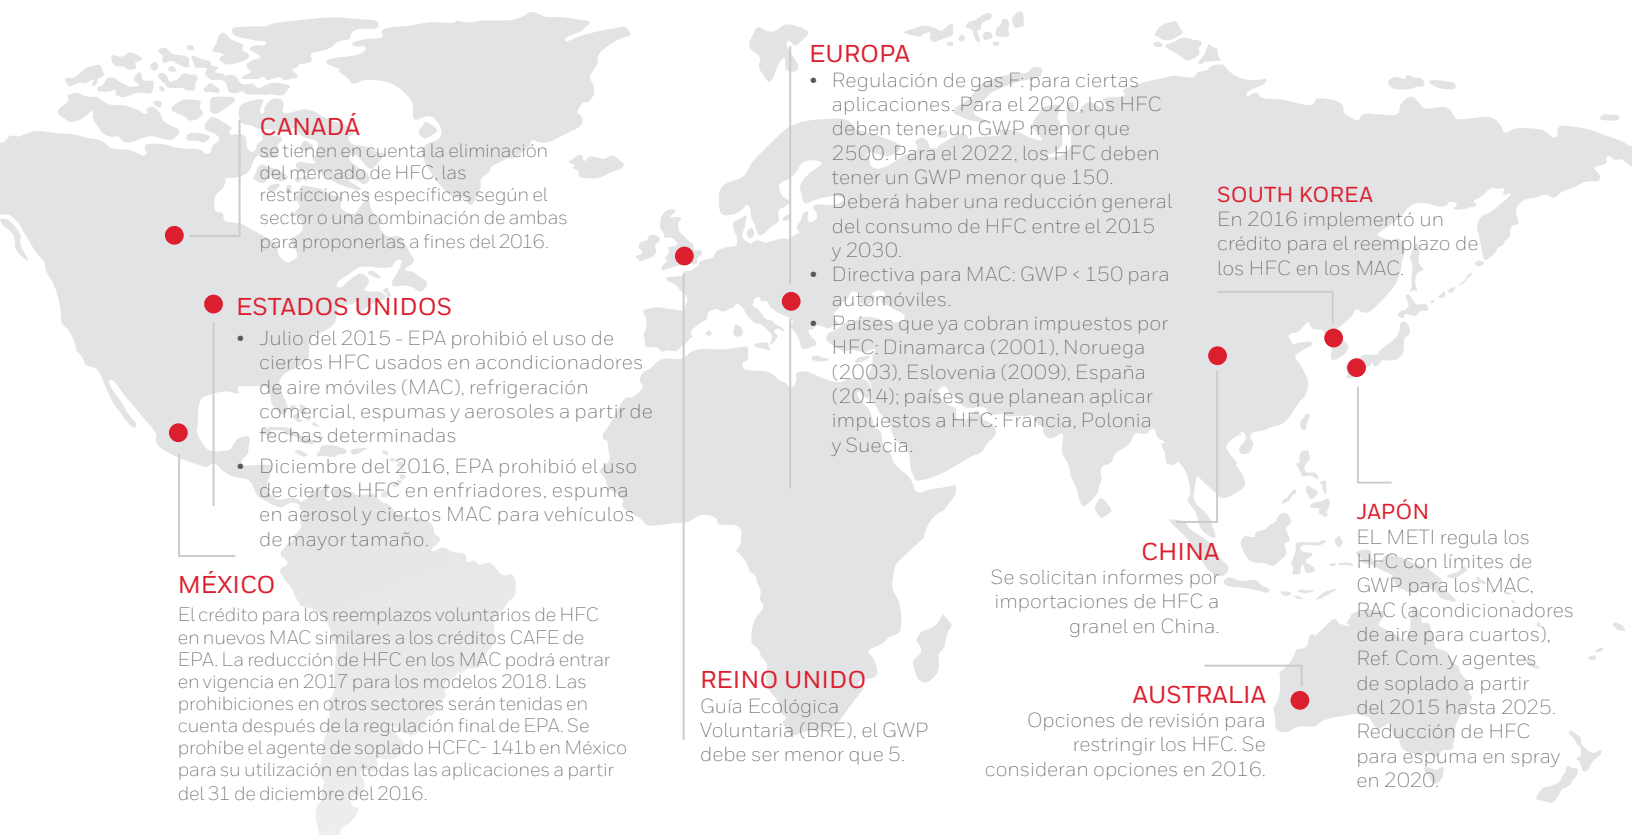 CANADÁ
se tienen en cuenta la eliminación
del mercado de HFC, las
restricciones específicas según el
sector o una combinación de ambas
para proponerlas a fines del 2016.
ESTADOS UNIDOS
• Julio del 2015 - EPA prohibió el uso de
ciertos HFC usados en acondicionadores
de aire móviles (MAC), refrigeración
comercial, espumas y aerosoles a partir de
fechas determinadas
• Diciembre del 2016, EPA prohibió el uso
de ciertos HFC en enfriadores, espuma
en aerosol y ciertos MAC para vehículos
de mayor tamaño.
MÉXICO
El crédito para los reemplazos voluntarios de HFC
en nuevos MAC similares a los créditos CAFE de
EPA. La reducción de HFC en los MAC podrá entrar
en vigencia en 2017 para los modelos 2018. Las
prohibiciones en otros sectores serán tenidas en
cuenta después de la regulación final de EPA. Se
prohíbe el agente de soplado HCFC- 141b en México
para su utilización en todas las aplicaciones a partir
del 31 de diciembre del 2016.
EUROPA
• Regulación de gas F: para ciertas
aplicaciones. Para el 2020, los HFC
deben tener un GWP menor que
2500. Para el 2022, los HFC deben
tener un GWP menor que 150.
Deberá haber una reducción general
del consumo de HFC entre el 2015
y 2030.
• Directiva para MAC: GWP < 150 para
automóviles.
• Países que ya cobran impuestos por
HFC: Dinamarca (2001), Noruega
(2003), Eslovenia (2009), España
(2014); países que planean aplicar
impuestos a HFC: Francia, Polonia
y Suecia.
REINO UNIDO
Guía Ecológica
Voluntaria (BRE), el GWP
debe ser menor que 5.
SOUTH KOREA
En 2016 implementó un
crédito para el reemplazo de
los HFC en los MAC.
CHINA
Se solicitan informes por
importaciones de HFC a
granel en China.
AUSTRALIA
Opciones de revisión para
restringir los HFC. Se
consideran opciones en 2016.
JAPÓN
EL METI regula los
HFC con límites de
GWP para los MAC,
RAC (acondicionadores
de aire para cuartos),
Ref. Com. y agentes
de soplado a partir
del 2015 hasta 2025.
Reducción de HFC
para espuma en spray
en 2020.